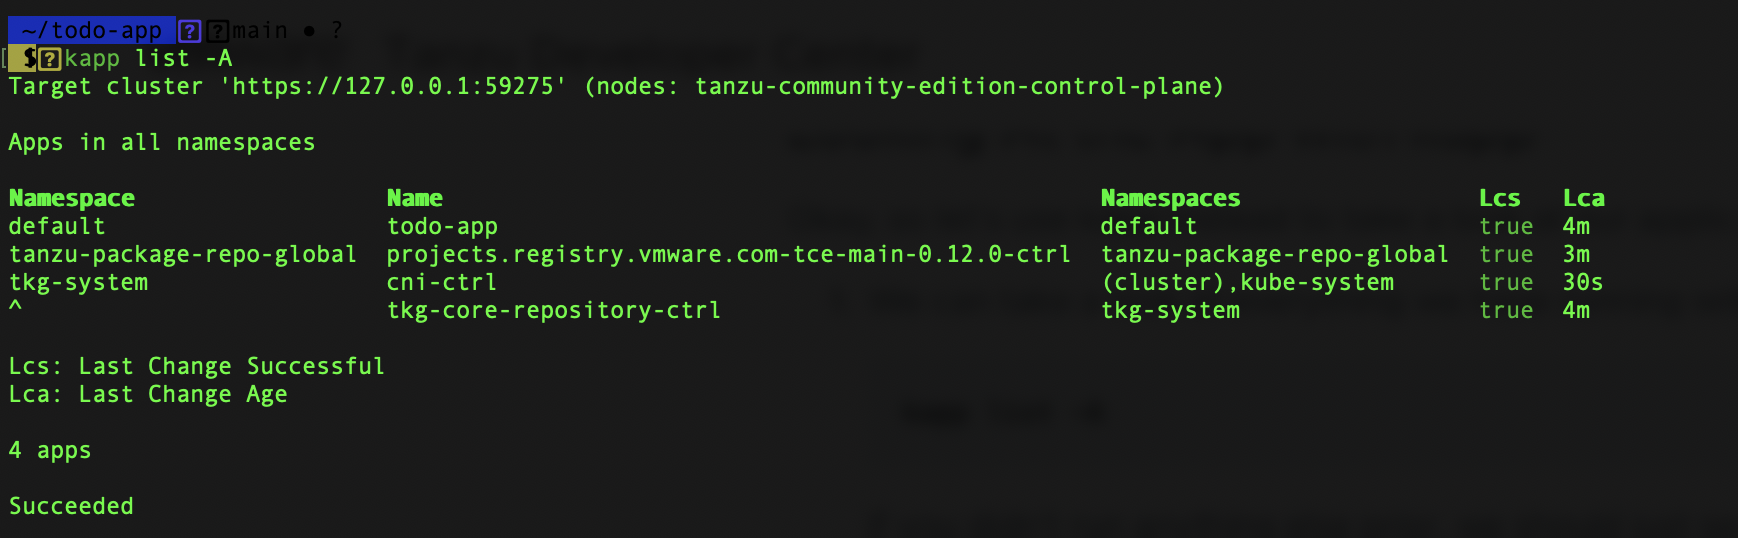 ~/todo-app main ● ?
$ kapp list -A
Target cluster 'https://127.0.0.1:59275' (nodes: tanzu-community-edition-control-plane)
Apps in all namespaces
Namespace Name Namespaces Lcs Lca
default todo-app default true 4m
tanzu-package-repo-global projects.registry.vmware.com-tce-main-0.12.0-ctrl tanzu-package-repo-global true 3m
tkg-system cni-ctrl (cluster),kube-system true 30s
^ tkg-core-repository-ctrl tkg-system true 4m
Lcs: Last Change Successful
Lca: Last Change Age
4 apps
Succeeded